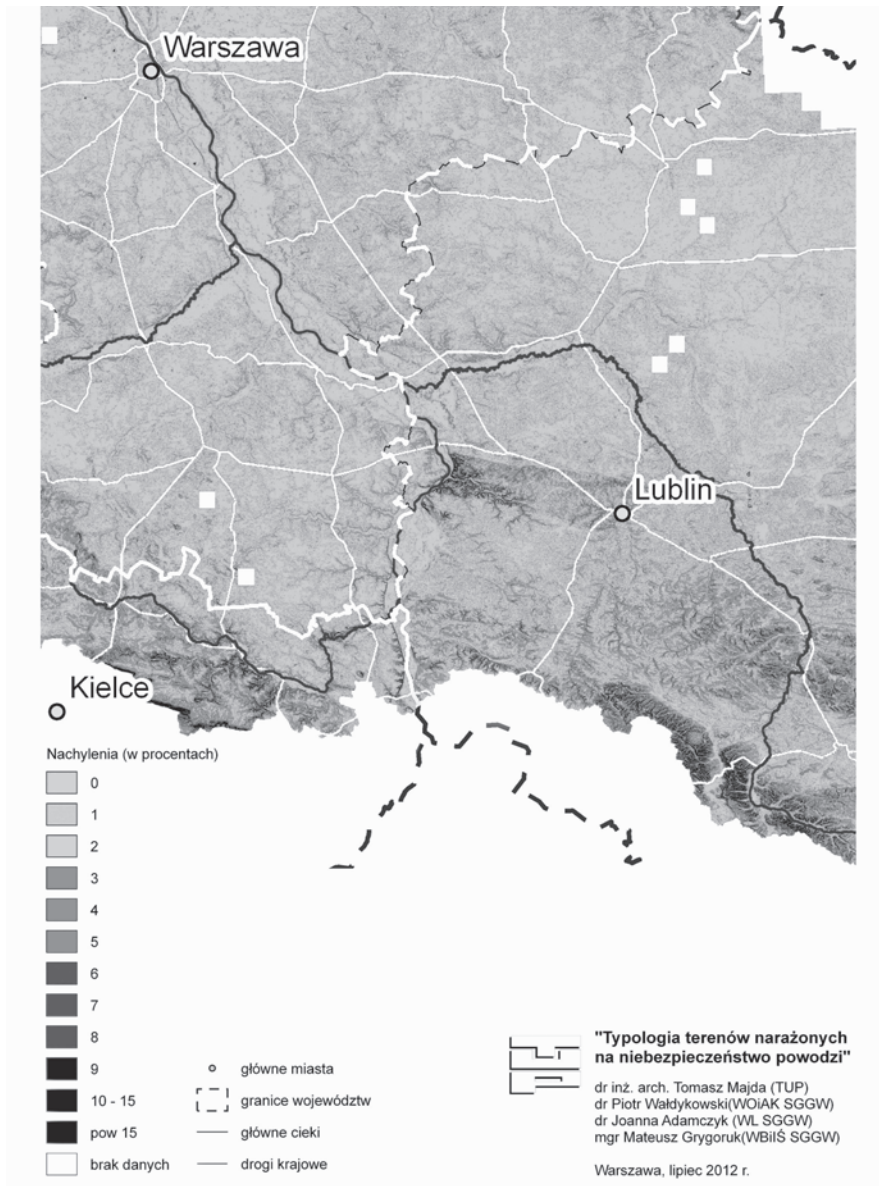 Warszawa
Lublin
Kielce
Nachylenia (w procentach)
0
1
2
3
4
5
6
7
8
9
10 - 15
pow 15
brak danych
główne miasta
granice województw
główne cieki
drogi krajowe
"Typologia terenów narażonych
na niebezpieczeństwo powodzi"
dr inż. arch. Tomasz Majda (TUP)
dr Piotr Wałdykowski(WOiAK SGGW)
dr Joanna Adamczyk (WL SGGW)
mgr Mateusz Grygoruk(WBiIŚ SGGW)
Warszawa, lipiec 2012 r.